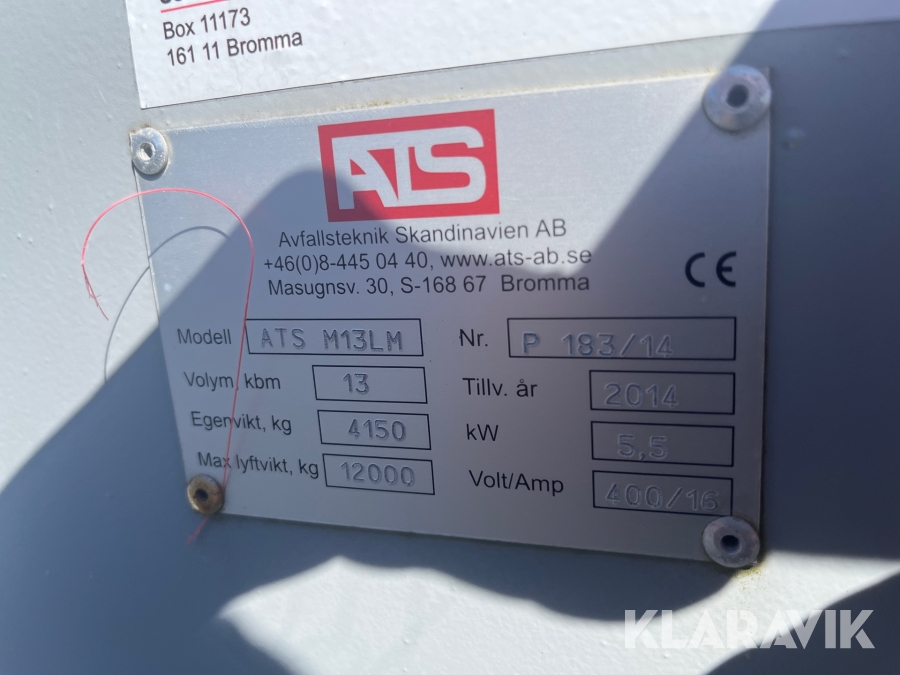 Box 11173
161 11 Bromma
ATS
Avfallsteknik Skandinavien AB
+46(0)8-445 04 40, www.ats-ab.se
Masugnsv. 30, S-168 67 Bromma
CE
Modell ATS M13LM Nr. P 183/14
Volym, kbm 13 Tillv. år 2014
Egenvikt, kg 4150 kW 5,5
Max lyftvikt, kg 12000 Volt/Amp 400/16
KLARAVIK